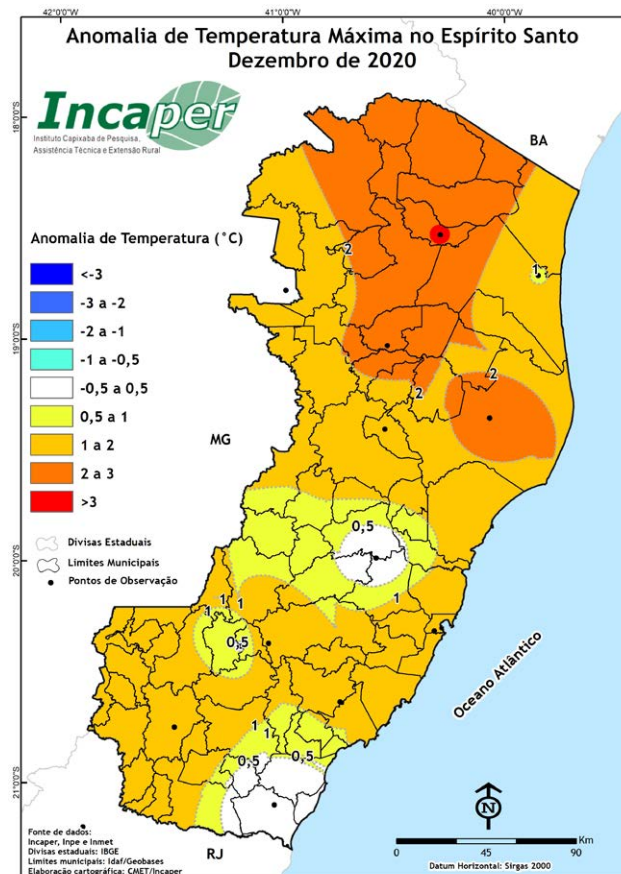 42°0'0"W
41°0'0"W
40°0'0"W
Anomalia de Temperatura Máxima no Espírito Santo
Dezembro de 2020
Incaper
Instituto Capixaba de Pesquisa,
Assistência Técnica e Extensão Rural
18°0'0"S
19°0'0"S
20°0'0"S
21°0'0"S
BA
MG
RJ
Oceano Atlântico
Anomalia de Temperatura (°C)
<-3
-3 a -2
-2 a -1
-1 a -0,5
-0,5 a 0,5
0,5 a 1
1 a 2
2 a 3
>3
Divisas Estaduais
Limites Municipais
Pontos de Observação
2
1
2
2
0,5
1
1
1
1
0,5
1
1
0,5
0,5
N
Km
0
45
90
Datum Horizontal: Sirgas 2000
Fonte de dados:
Incaper, Inpe e Inmet
Divisas estaduais: IBGE
Limites municipais: Idaf/Geobases
Elaboração cartográfica: CMET/Incaper